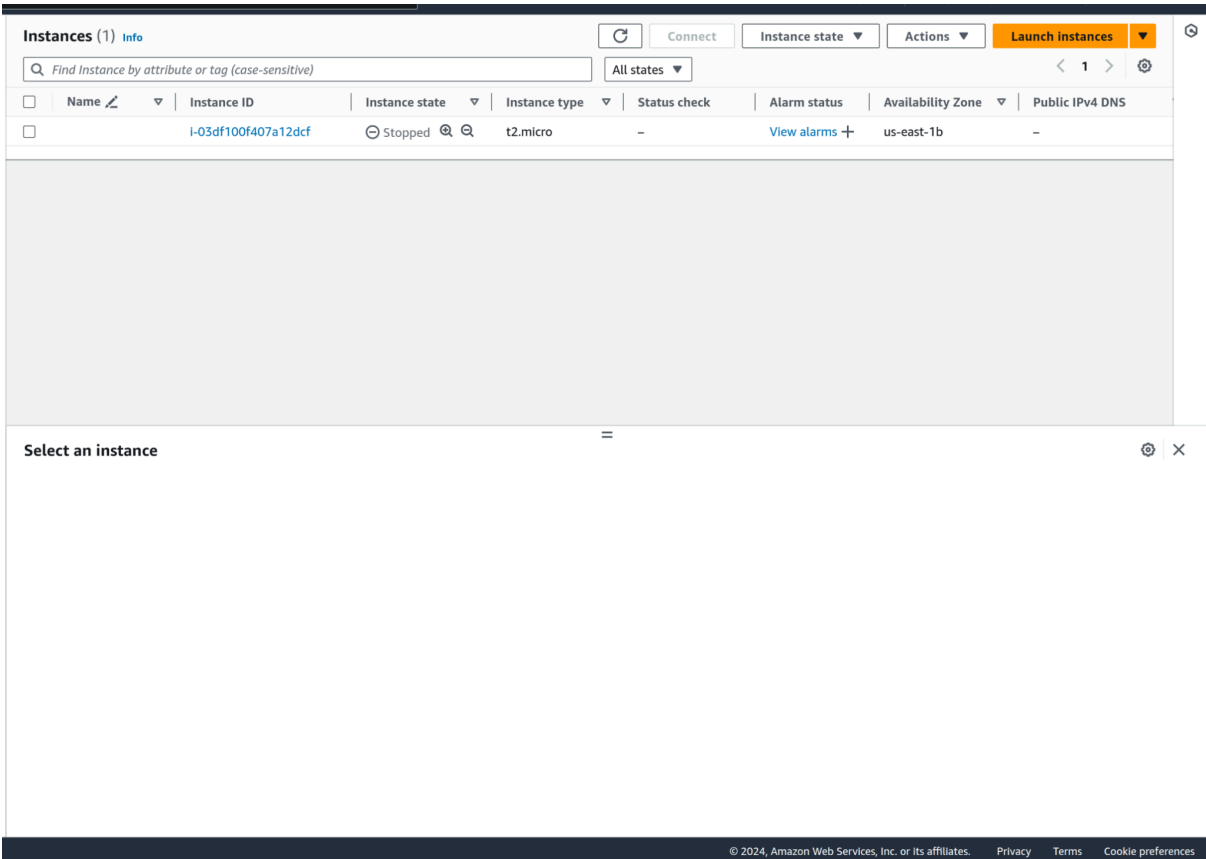 Instances (1) Info Connect Instance state Actions Launch instances
Find Instance by attribute or tag (case-sensitive) All states 1
Name Instance ID Instance state Instance type Status check Alarm status Availability Zone Public IPv4 DNS
i-03df100f407a12dcf Stopped t2.micro – View alarms + us-east-1b –
Select an instance
© 2024, Amazon Web Services, Inc. or its affiliates. Privacy Terms Cookie preferences